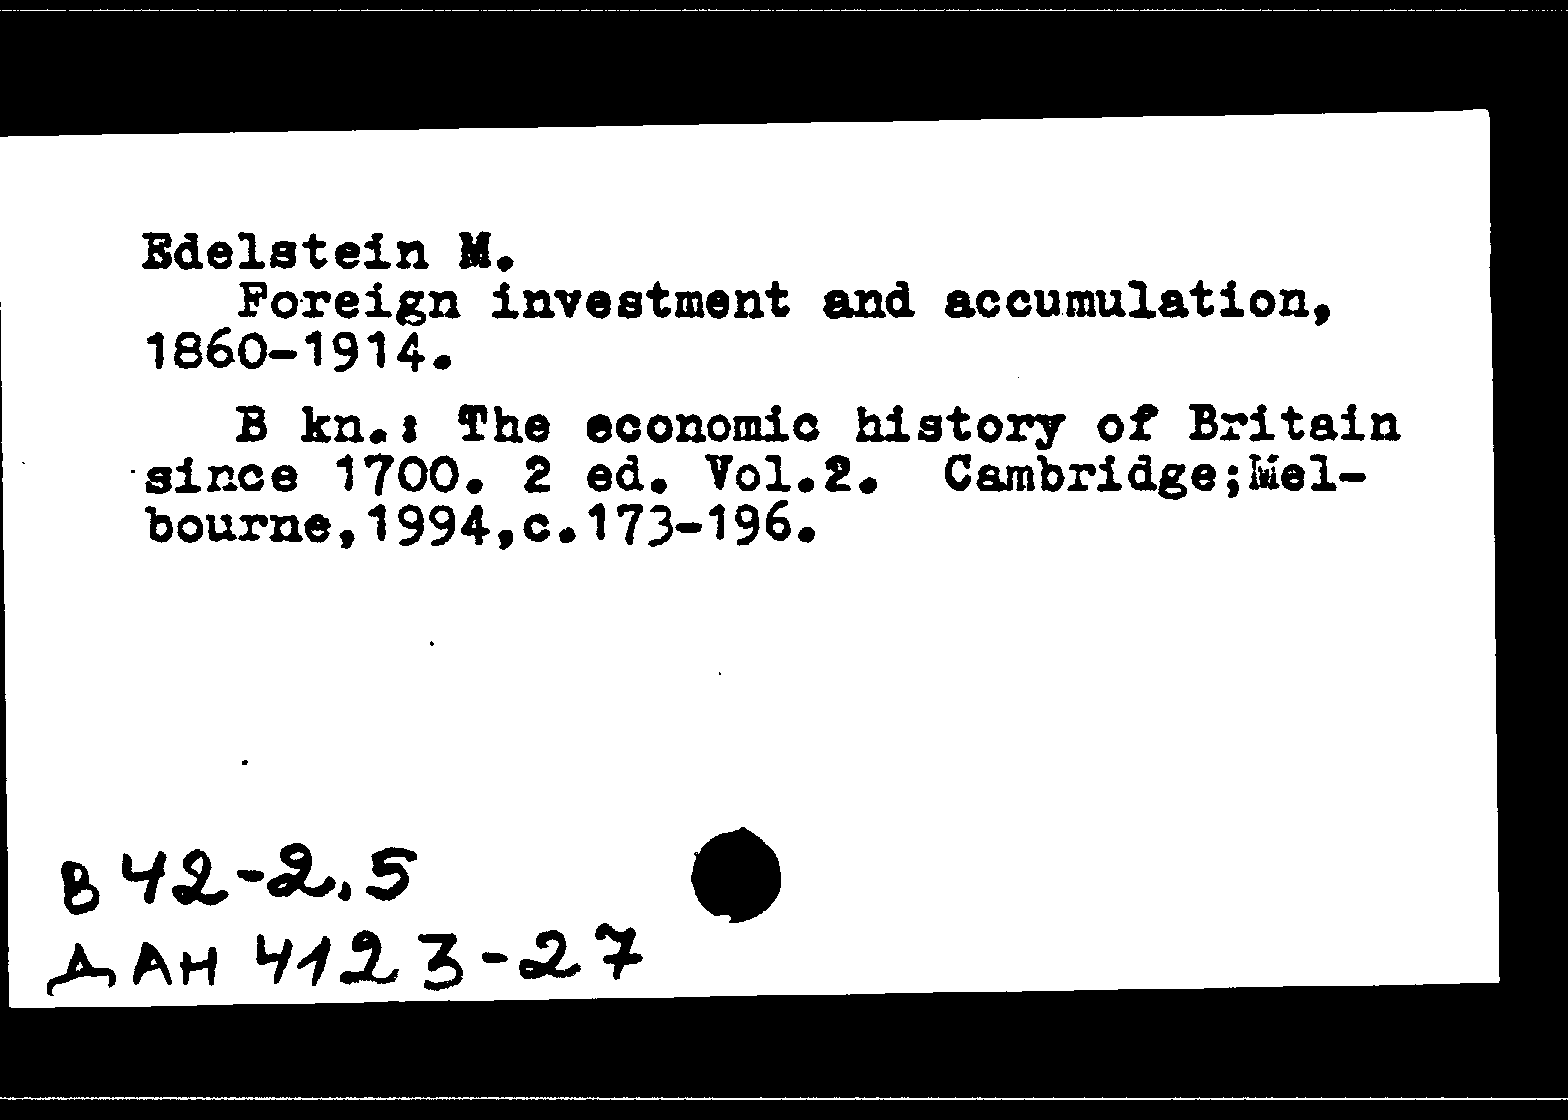 Edelstein M.
Foreign investment and accumulation,
1860-1914.
B kn.: The economic history of Britain
since 1700. 2 ed. Vol.2. Cambridge;Mel-
bourne,1994,c.173-196.
В 42-2.5
ДАН 4123-27